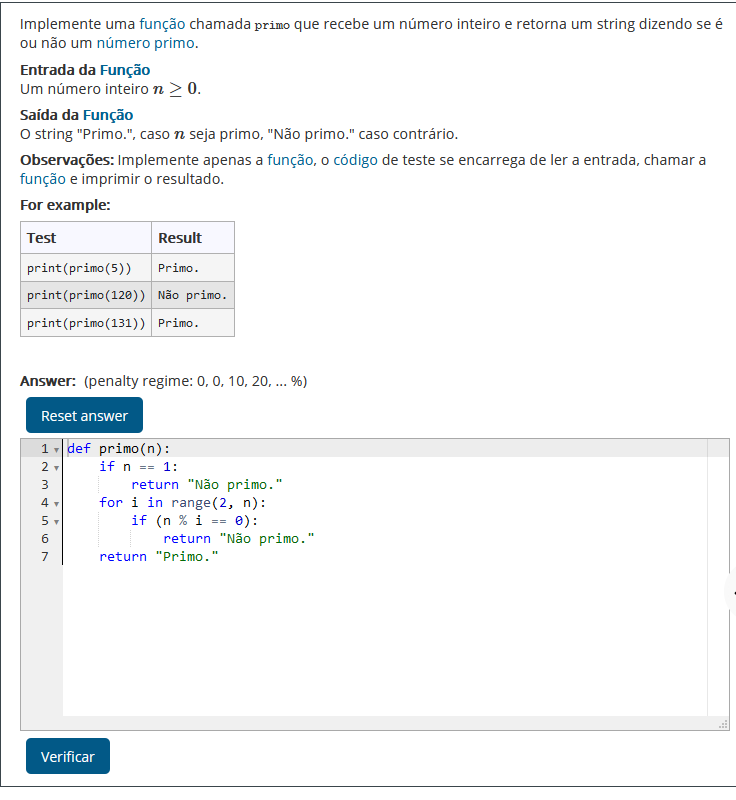 Implemente uma função chamada primo que recebe um número inteiro e retorna um string dizendo se é
ou não um número primo.
Entrada da Função
Um número inteiro n ≥ 0.
Saída da Função
O string "Primo.", caso n seja primo, "Não primo." caso contrário.
Observações: Implemente apenas a função, o código de teste se encarrega de ler a entrada, chamar a
função e imprimir o resultado.
For example:
Test Result
print(primo(5)) Primo.
print(primo(120)) Não primo.
print(primo(131)) Primo.
Answer: (penalty regime: 0, 0, 10, 20, ... %)
Reset answer
1 def primo(n):
2     if n == 1:
3         return "Não primo."
4     for i in range(2, n):
5         if (n % i == 0):
6             return "Não primo."
7     return "Primo."
Verificar